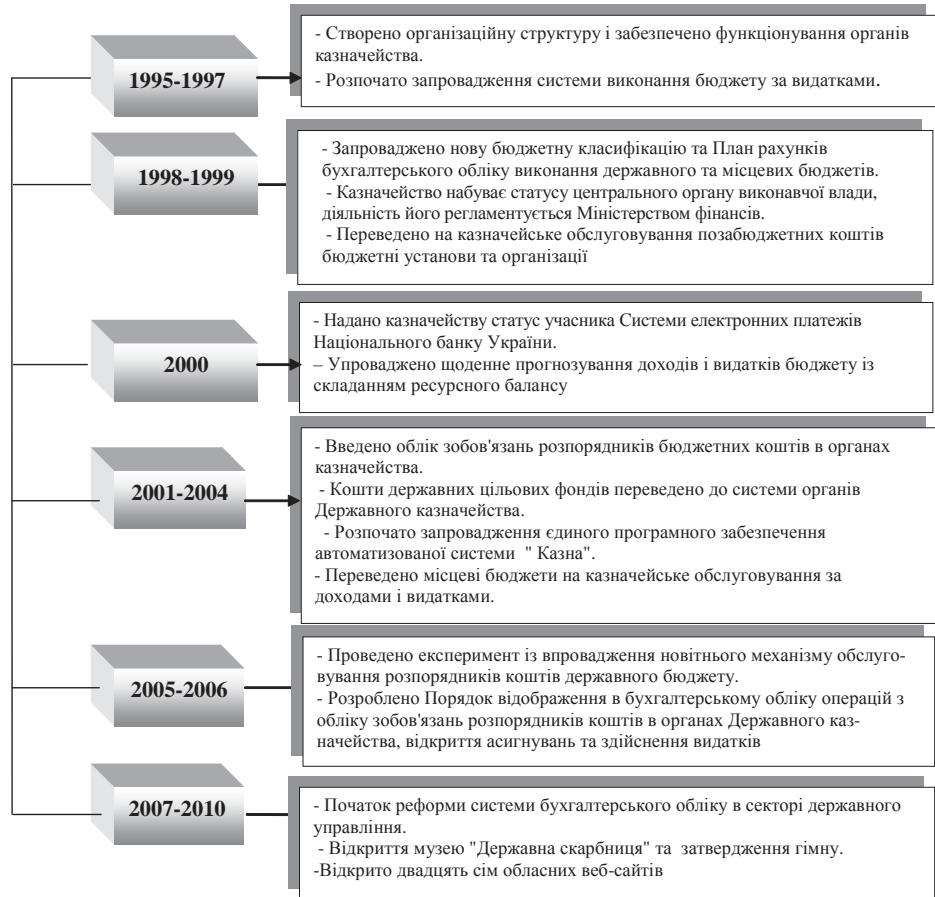 1995-1997
- Створено організаційну структуру і забезпечено функціонування органів
казначейства.
- Розпочато запровадження системи виконання бюджету за видатками.
1998-1999
- Запроваджено нову бюджетну класифікацію та План рахунків
бухгалтерського обліку виконання державного та місцевих бюджетів.
- Казначейство набуває статусу центрального органу виконавчої влади,
діяльність його регламентується Міністерством фінансів.
- Переведено на казначейське обслуговування позабюджетних коштів
бюджетні установи та організації
2000
- Надано казначейству статус учасника Системи електронних платежів
Національного банку України.
– Упроваджено щоденне прогнозування доходів і видатків бюджету із
складанням ресурсного балансу
2001-2004
- Введено облік зобов'язань розпорядників бюджетних коштів в органах
казначейства.
- Кошти державних цільових фондів переведено до системи органів
Державного казначейства.
- Розпочато запровадження єдиного програмного забезпечення
автоматизованої системи " Казна".
- Переведено місцеві бюджети на казначейське обслуговування за
доходами і видатками.
2005-2006
- Проведено експеримент із впровадження новітнього механізму обслуго-
вування розпорядників коштів державного бюджету.
- Розроблено Порядок відображення в бухгалтерському обліку операцій з
обліку зобов'язань розпорядників коштів в органах Державного каз-
начейства, відкриття асигнувань та здійснення видатків
2007-2010
- Початок реформи системи бухгалтерського обліку в секторі державного
управління.
- Відкриття музею "Державна скарбниця" та затвердження гімну.
-Відкрито двадцять сім обласних веб-сайтів